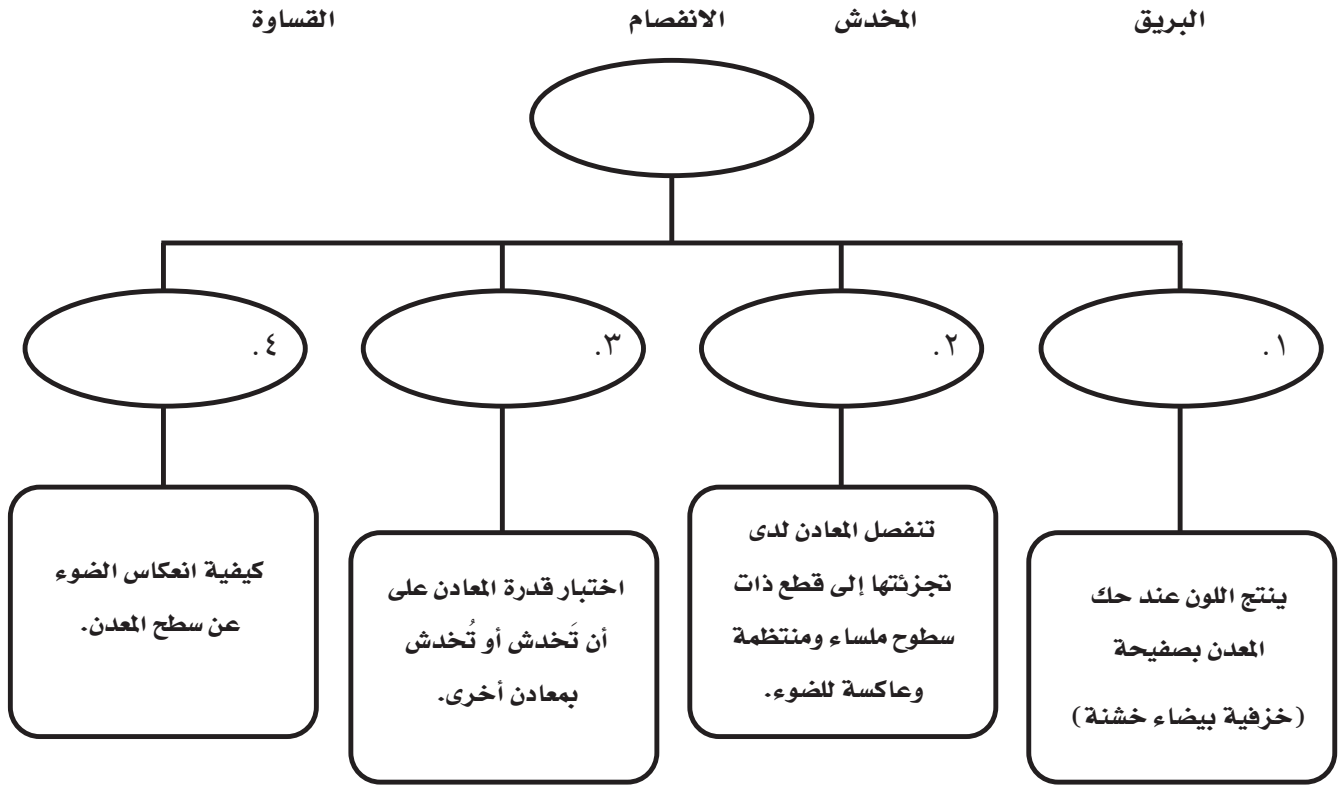 البريق المخدش الانفصام القساوة
١.
٢.
٣.
٤.
ينتج اللون عند حك
المعدن بصفيحة
(خزفية بيضاء خشنة)
تنفصل المعادن لدى
تجزئتها إلى قطع ذات
سطوح ملساء ومنتظمة
وعاكسة للضوء.
اختبار قدرة المعادن على
أن تَخدش أو تُخدش
بمعادن أخرى.
كيفية انعكاس الضوء
عن سطح المعدن.